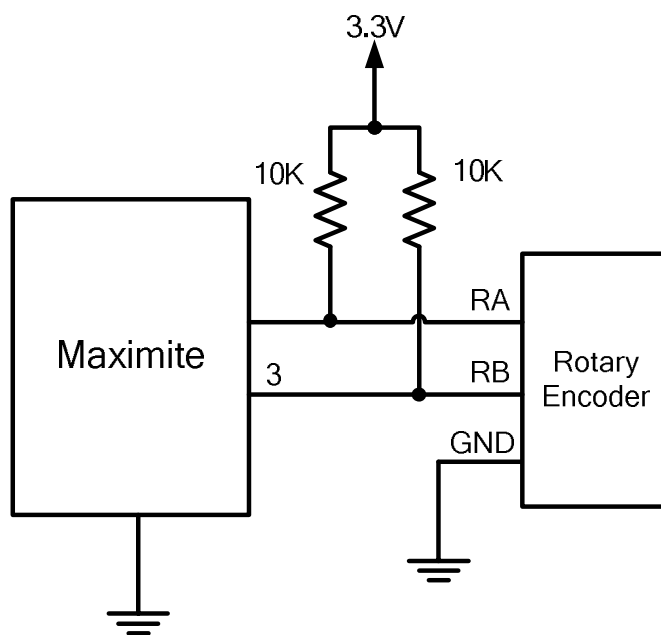 3.3V
10K
10K
RA
Maximite
3
RB
Rotary
Encoder
GND